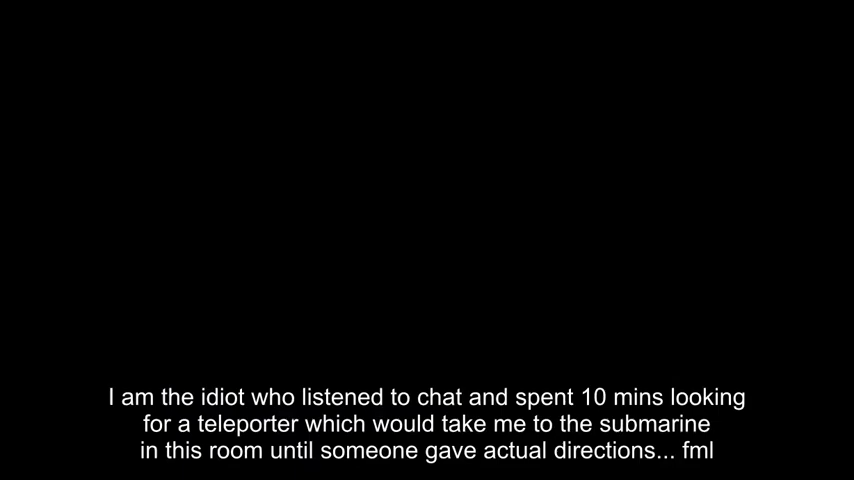 I am the idiot who listened to chat and spent 10 mins looking
for a teleporter which would take me to the submarine
in this room until someone gave actual directions... fml